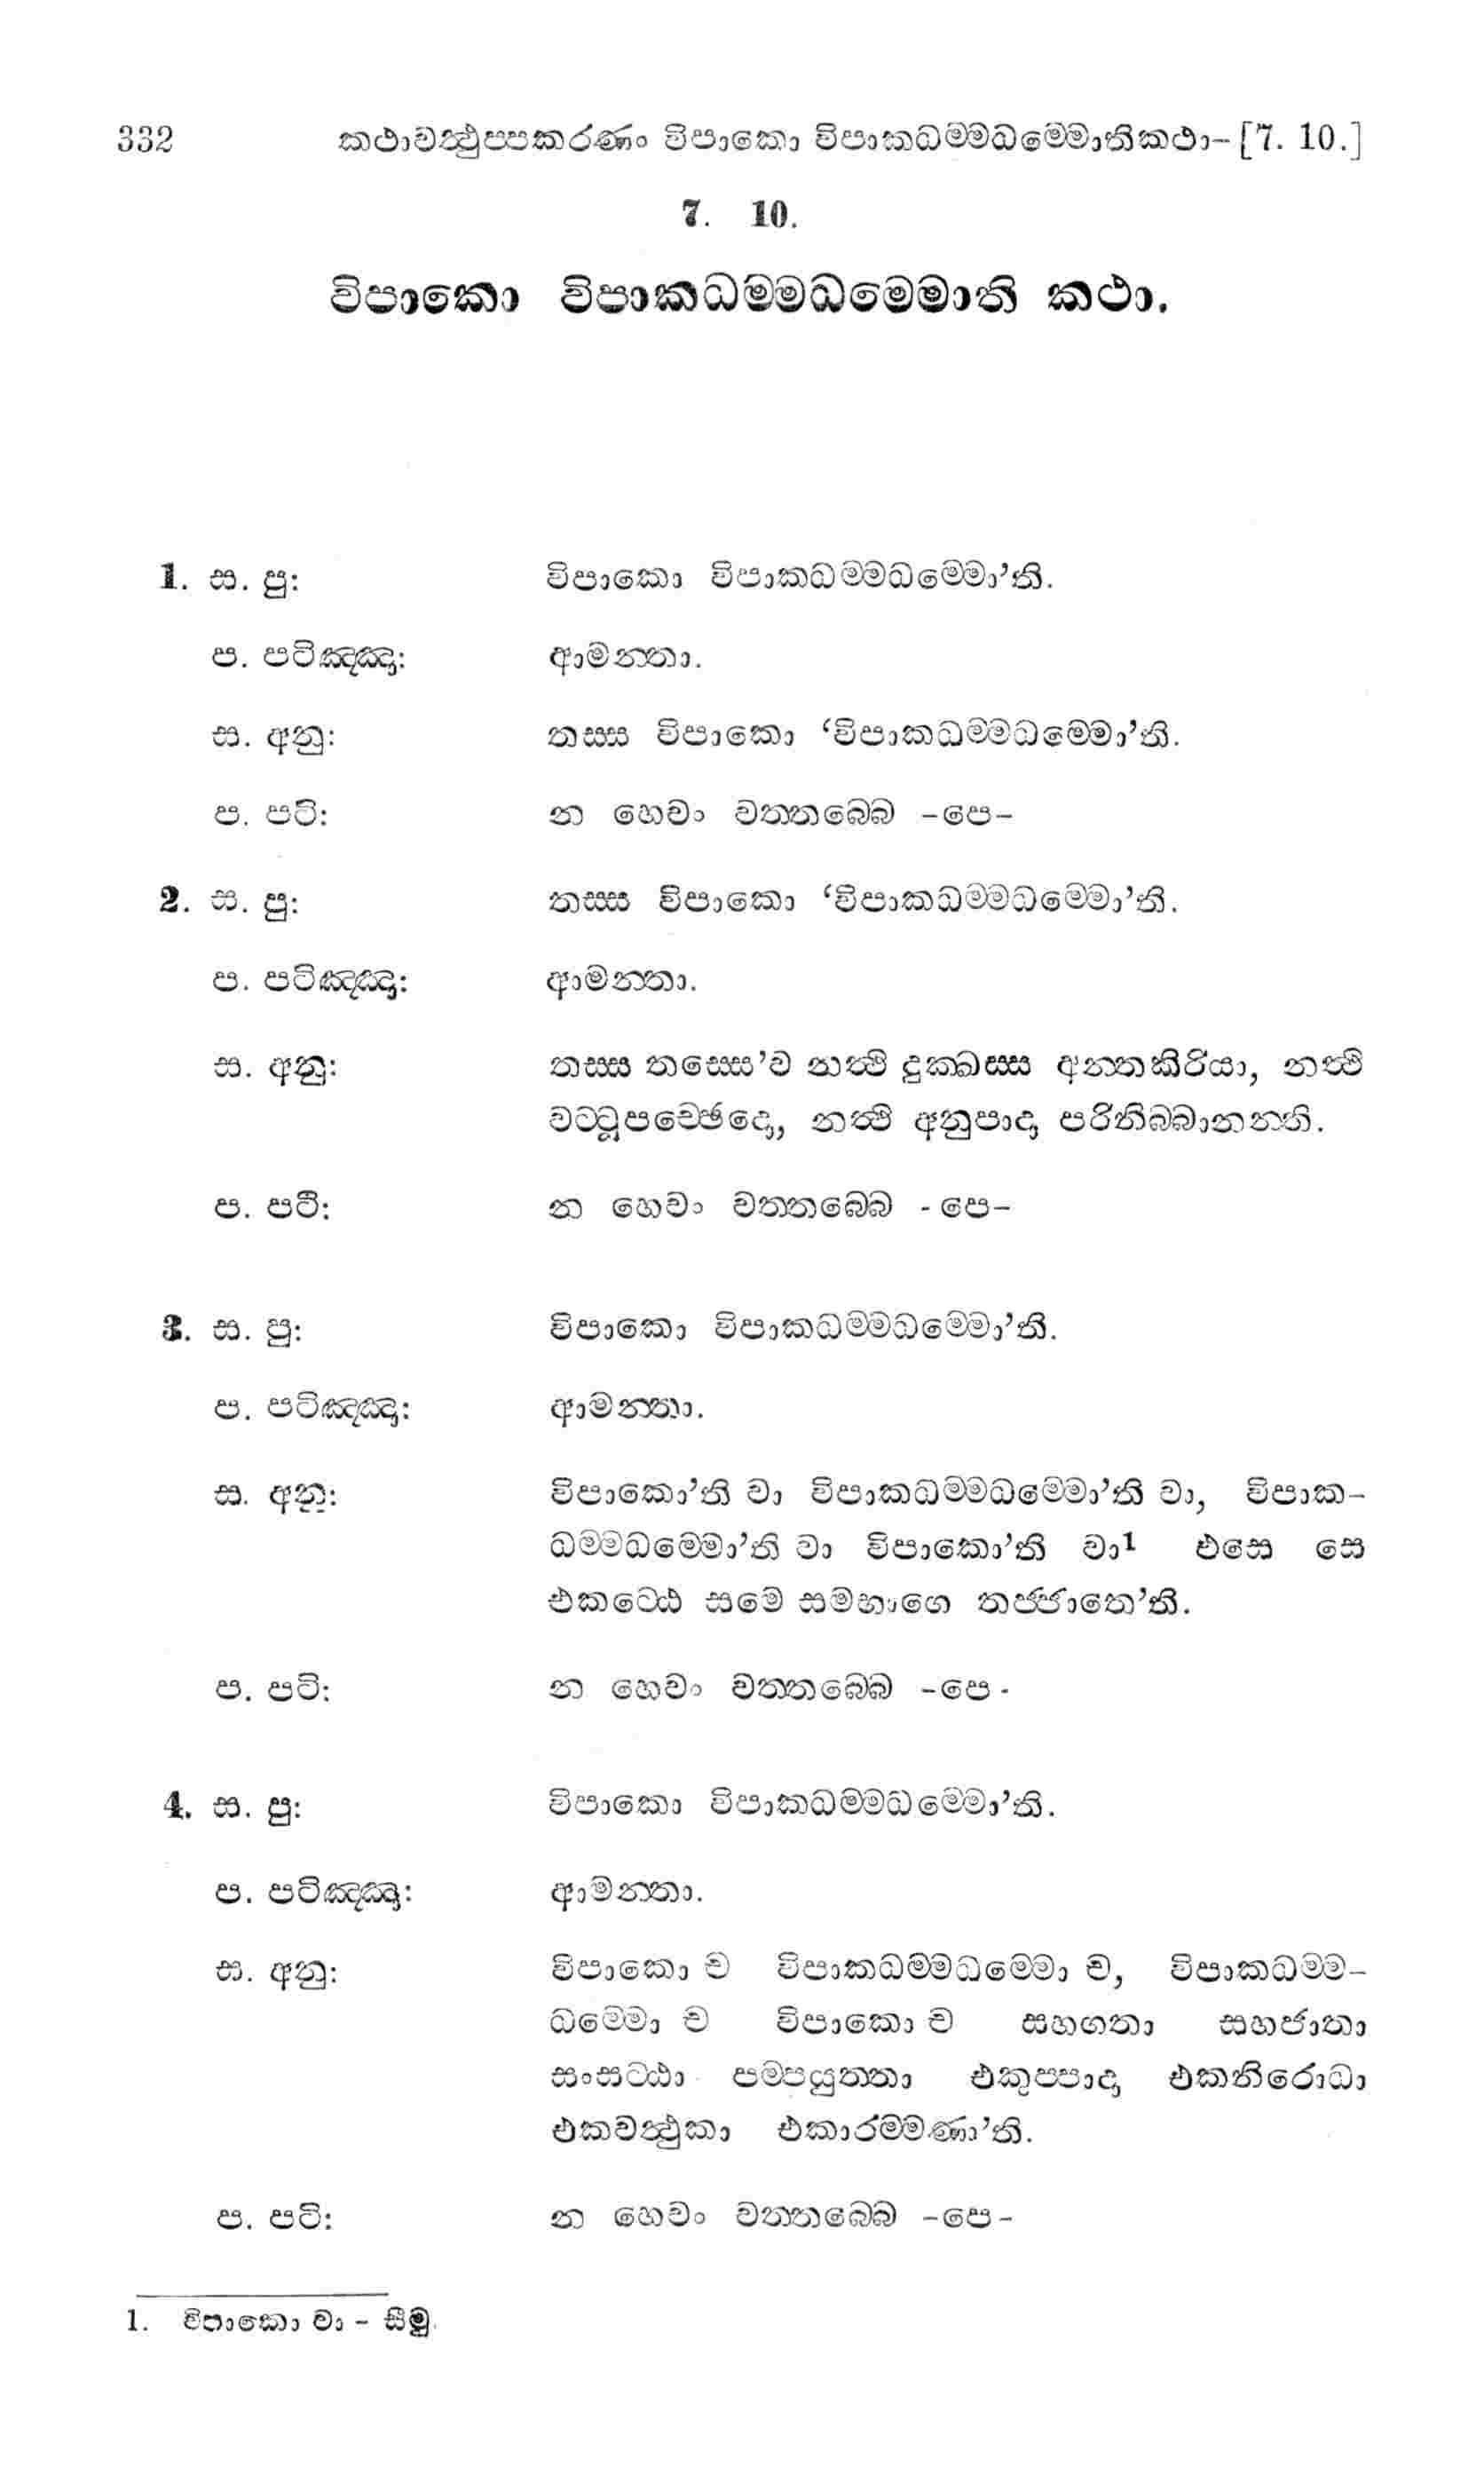 332 කථාවත්‍ථුප්පකරණං විපාකො විපාකධම්මධම්මොතිකථා-[7. 10.]
7. 10.
විපාකො විපාකධම්මධම්මොති කථා.
1. ස. පු: විපාකො විපාකධම්මධම්මො’ති.
ප. පටිඤ්ඤා: ආමන්තා.
ස. අනු: තස්ස විපාකො ‘විපාකධම්මධම්මො’ති.
ප. පටි: න හෙවං වත්තබ්බෙ -පෙ-
2. ස. පු: තස්ස විපාකො ‘විපාකධම්මධම්මො’ති.
ප. පටිඤ්ඤා: ආමන්තා.
ස. අනු: තස්ස තස්සෙ’ව නත්‍ථි දුක්ඛස්ස අන්තකිරියා, නත්‍ථි
වට්ටූපච්ඡෙදො, නත්‍ථි අනුපාදා පරිනිබ්බානන්ති.
ප. පටි: න හෙවං වත්තබ්බෙ - පෙ-
3. ස. පු: විපාකො විපාකධම්මධම්මො’ති.
ප. පටිඤ්ඤා: ආමන්තා.
ස. අනු: විපාකො’ති වා විපාකධම්මධම්මො’ති වා, විපාක-
ධම්මධම්මො’ති වා විපාකො’ති වා1 එසෙ සෙ
එකට්ඨෙ සමෙ සමභාගෙ තජ්ජාතෙ’ති.
ප. පටි: න හෙවං වත්තබ්බෙ -පෙ-
4. ස. පු: විපාකො විපාකධම්මධම්මො’ති.
ප. පටිඤ්ඤා: ආමන්තා.
ස. අනු: විපාකො ච විපාකධම්මධම්මො ච, විපාකධම්ම-
ධම්මො ච විපාකො ච සහගතා සහජාතා
සංසට්ඨා සම්පයුත්තා එකුප්පාදා එකනිරොධා
එකවත්‍ථුකා එකාරම්මණා’ති.
ප. පටි: න හෙවං වත්තබ්බෙ -පෙ-
1. විපාකො වා - සීමු.